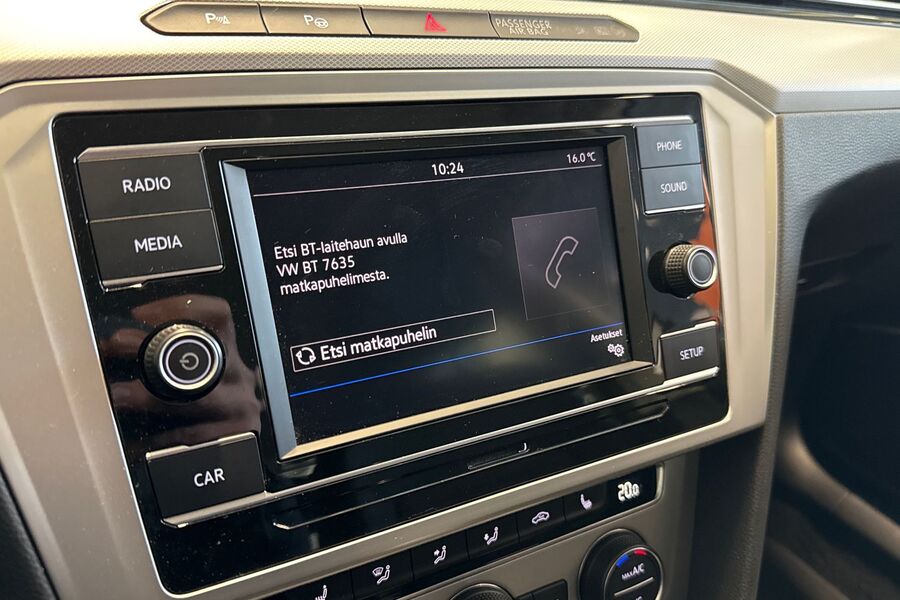 P
P
PASSENGER
AIR BAG
RADIO
MEDIA
CAR
10:24
16.0 °C
Etsi BT-laitehaun avulla
VW BT 7635
matkapuhelimesta.
Etsi matkapuhelin
Asetukset
PHONE
SOUND
SETUP
20.0
MAX A/C